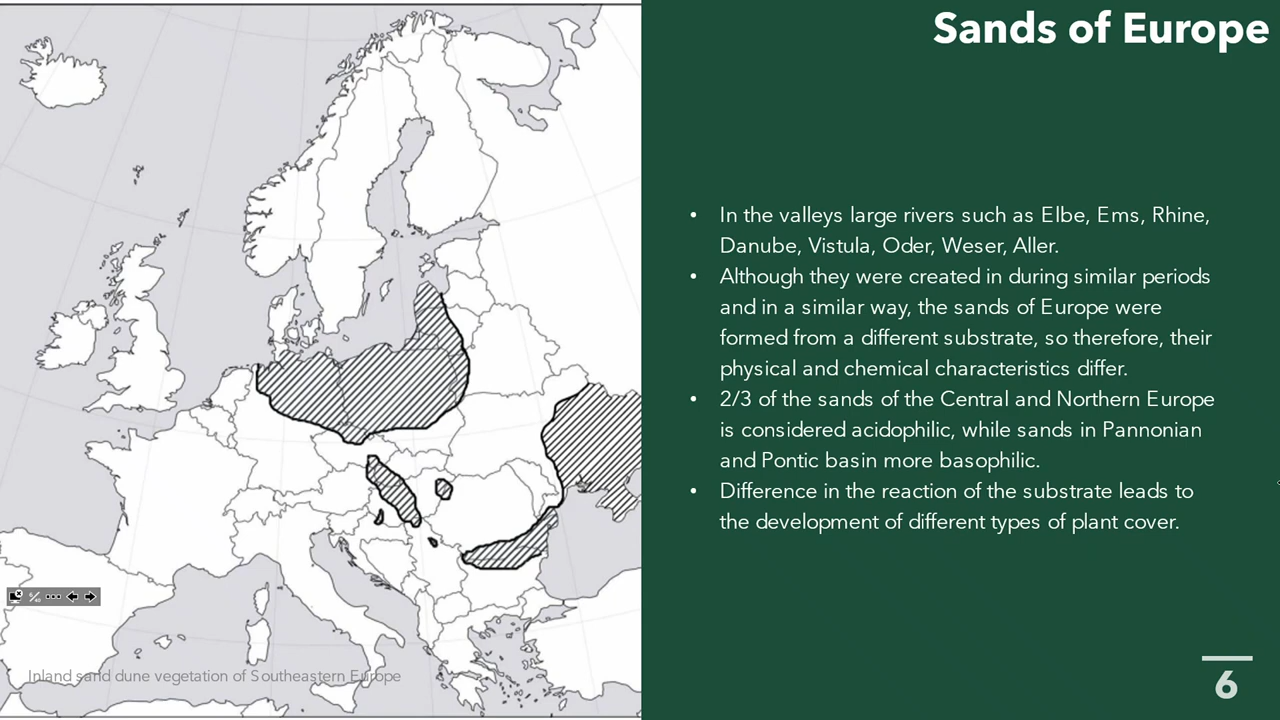 Sands of Europe
• In the valleys large rivers such as Elbe, Ems, Rhine,
Danube, Vistula, Oder, Weser, Aller.
• Although they were created in during similar periods
and in a similar way, the sands of Europe were
formed from a different substrate, so therefore, their
physical and chemical characteristics differ.
• 2/3 of the sands of the Central and Northern Europe
is considered acidophilic, while sands in Pannonian
and Pontic basin more basophilic.
• Difference in the reaction of the substrate leads to
the development of different types of plant cover.
Inland sand dune vegetation of Southeastern Europe
6